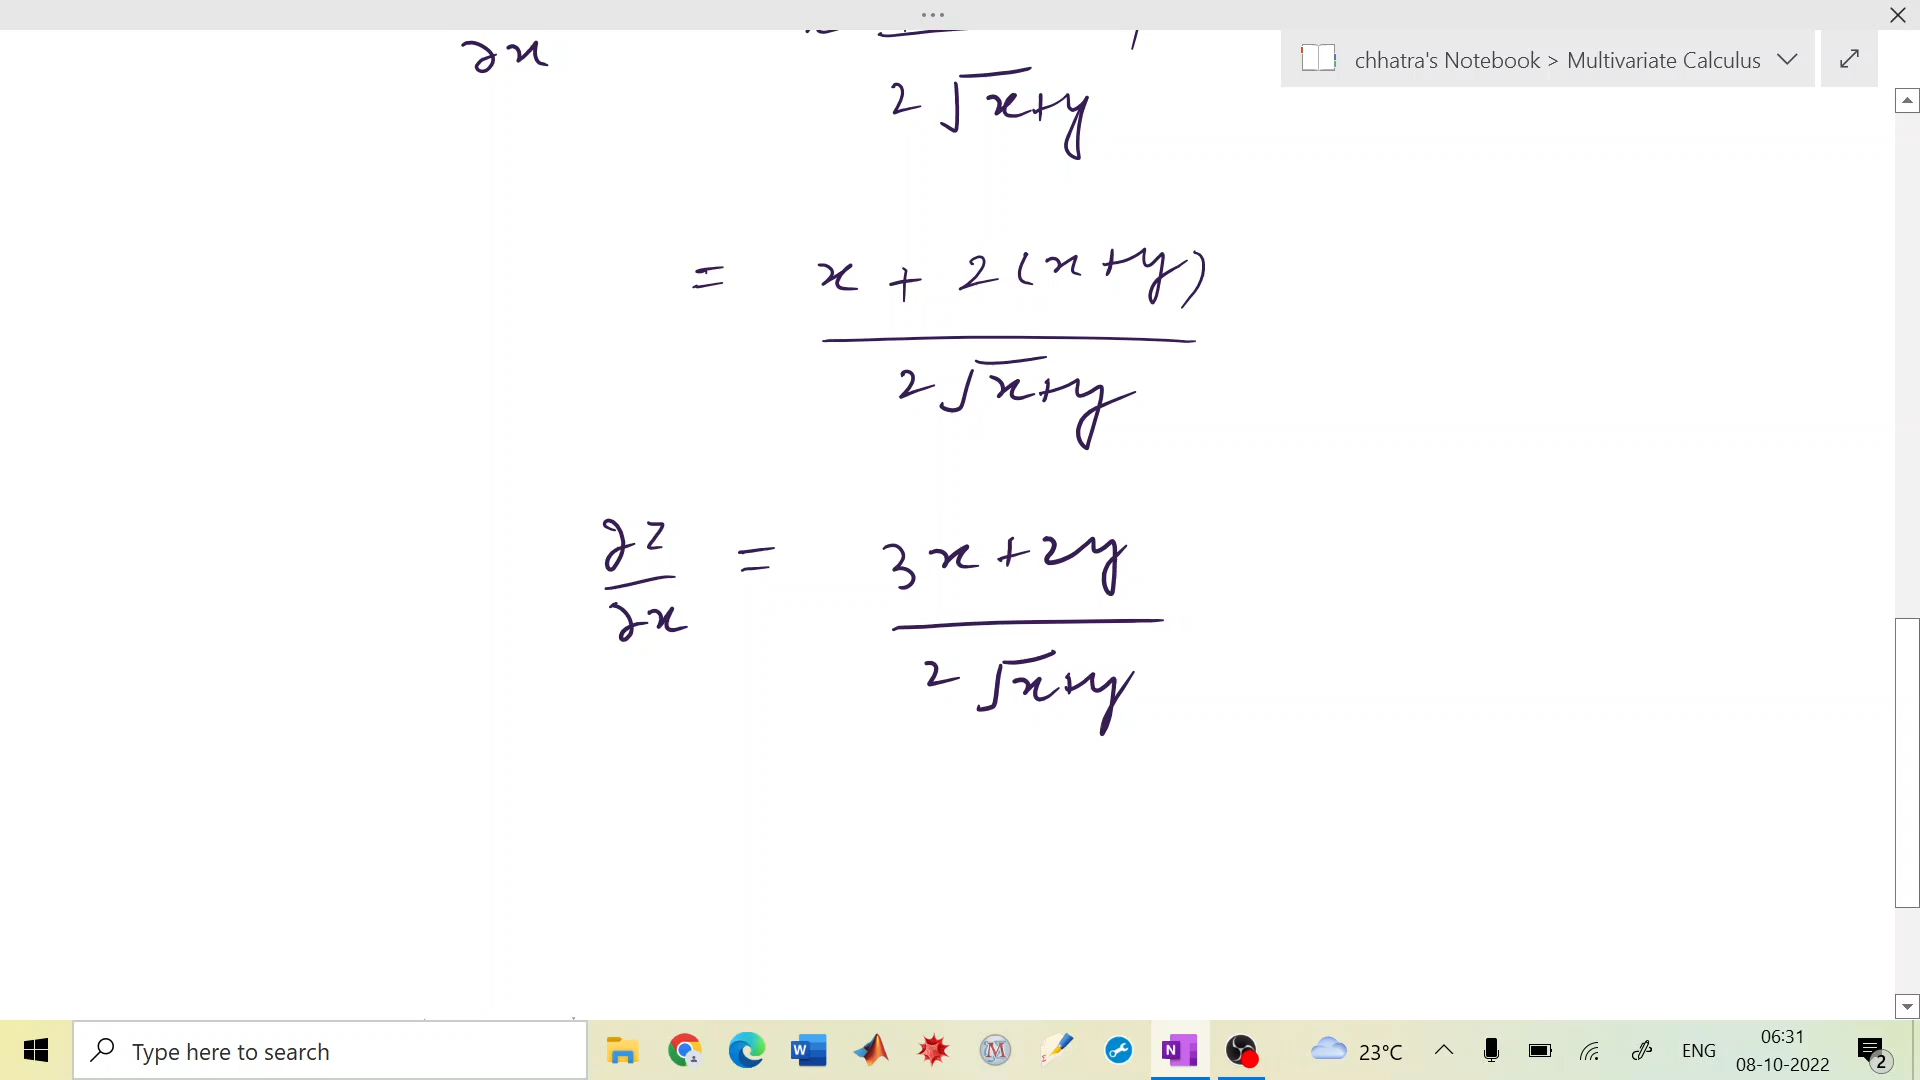 ...
chhatra's Notebook > Multivariate Calculus
∂x
2√x+y
= x + 2(x+y)
2√x+y
∂z = 3x+2y
∂x 2√x+y
Type here to search
W
M
N
23°C
ENG
06:31
08-10-2022
2